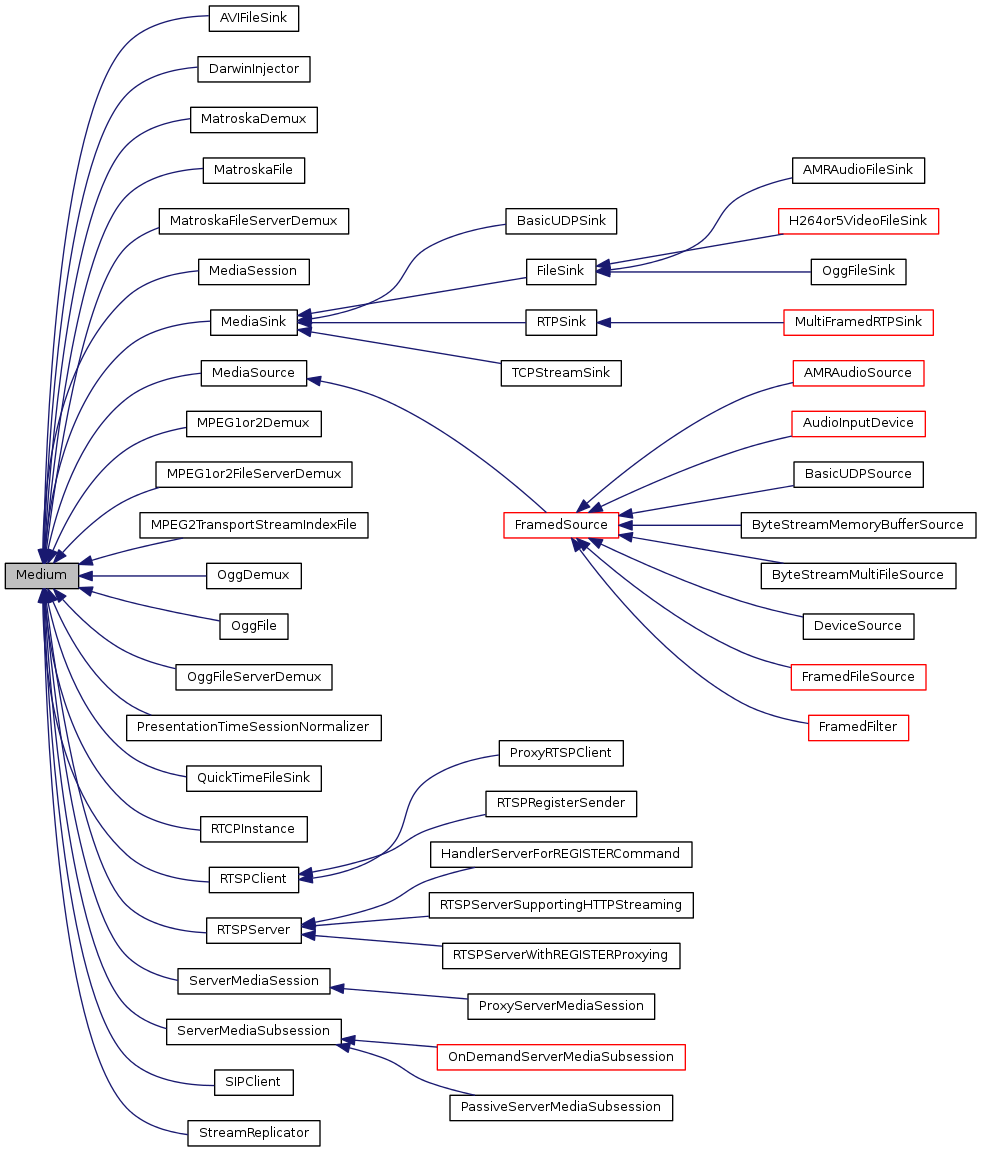 AVIFileSink
DarwinInjector
MatroskaDemux
MatroskaFile
AMRAudioFileSink
MatroskaFileServerDemux
BasicUDPSink
H264or5VideoFileSink
MediaSession
FileSink
OggFileSink
MediaSink
RTPSink
MultiFramedRTPSink
MediaSource
TCPStreamSink
AMRAudioSource
MPEG1or2Demux
AudioInputDevice
MPEG1or2FileServerDemux
BasicUDPSource
MPEG2TransportStreamIndexFile
FramedSource
ByteStreamMemoryBufferSource
Medium
OggDemux
ByteStreamMultiFileSource
OggFile
DeviceSource
OggFileServerDemux
FramedFileSource
PresentationTimeSessionNormalizer
FramedFilter
QuickTimeFileSink
ProxyRTSPClient
RTCPInstance
RTSPRegisterSender
RTSPClient
HandlerServerForREGISTERCommand
RTSPServer
RTSPServerSupportingHTTPStreaming
RTSPServerWithREGISTERProxying
ServerMediaSession
ProxyServerMediaSession
ServerMediaSubsession
OnDemandServerMediaSubsession
SIPClient
PassiveServerMediaSubsession
StreamReplicator